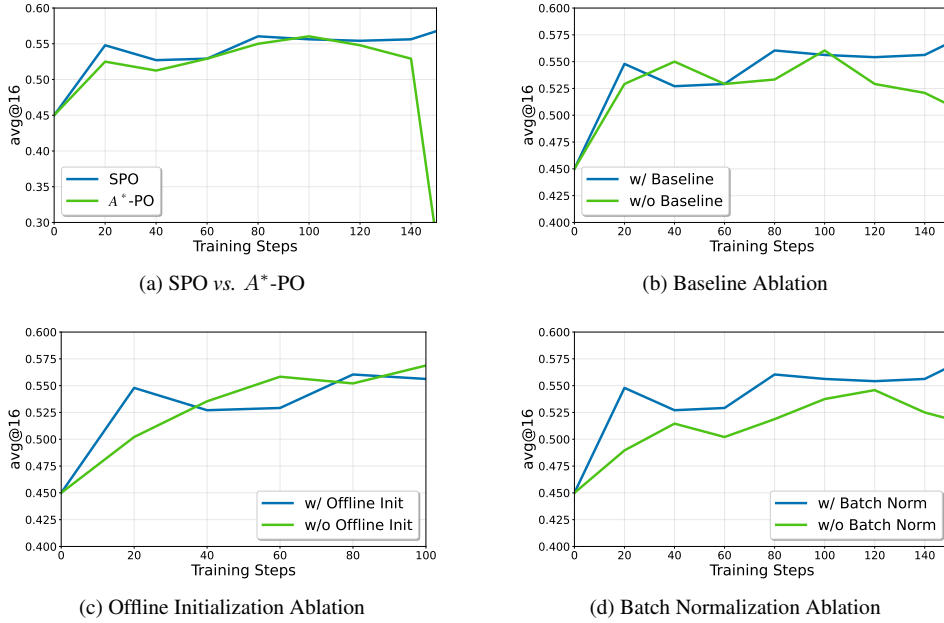 0.60
0.55
0.50
0.45
0.40
0.35
0.30
avg@16
SPO
A*-PO
0 20 40 60 80 100 120 140
Training Steps
(a) SPO vs. A*-PO
0.600
0.575
0.550
0.525
0.500
0.475
0.450
0.425
0.400
avg@16
w/ Baseline
w/o Baseline
0 20 40 60 80 100 120 140
Training Steps
(b) Baseline Ablation
0.600
0.575
0.550
0.525
0.500
0.475
0.450
0.425
0.400
avg@16
w/ Offline Init
w/o Offline Init
0 20 40 60 80 100
Training Steps
(c) Offline Initialization Ablation
0.600
0.575
0.550
0.525
0.500
0.475
0.450
0.425
0.400
avg@16
w/ Batch Norm
w/o Batch Norm
0 20 40 60 80 100 120 140
Training Steps
(d) Batch Normalization Ablation